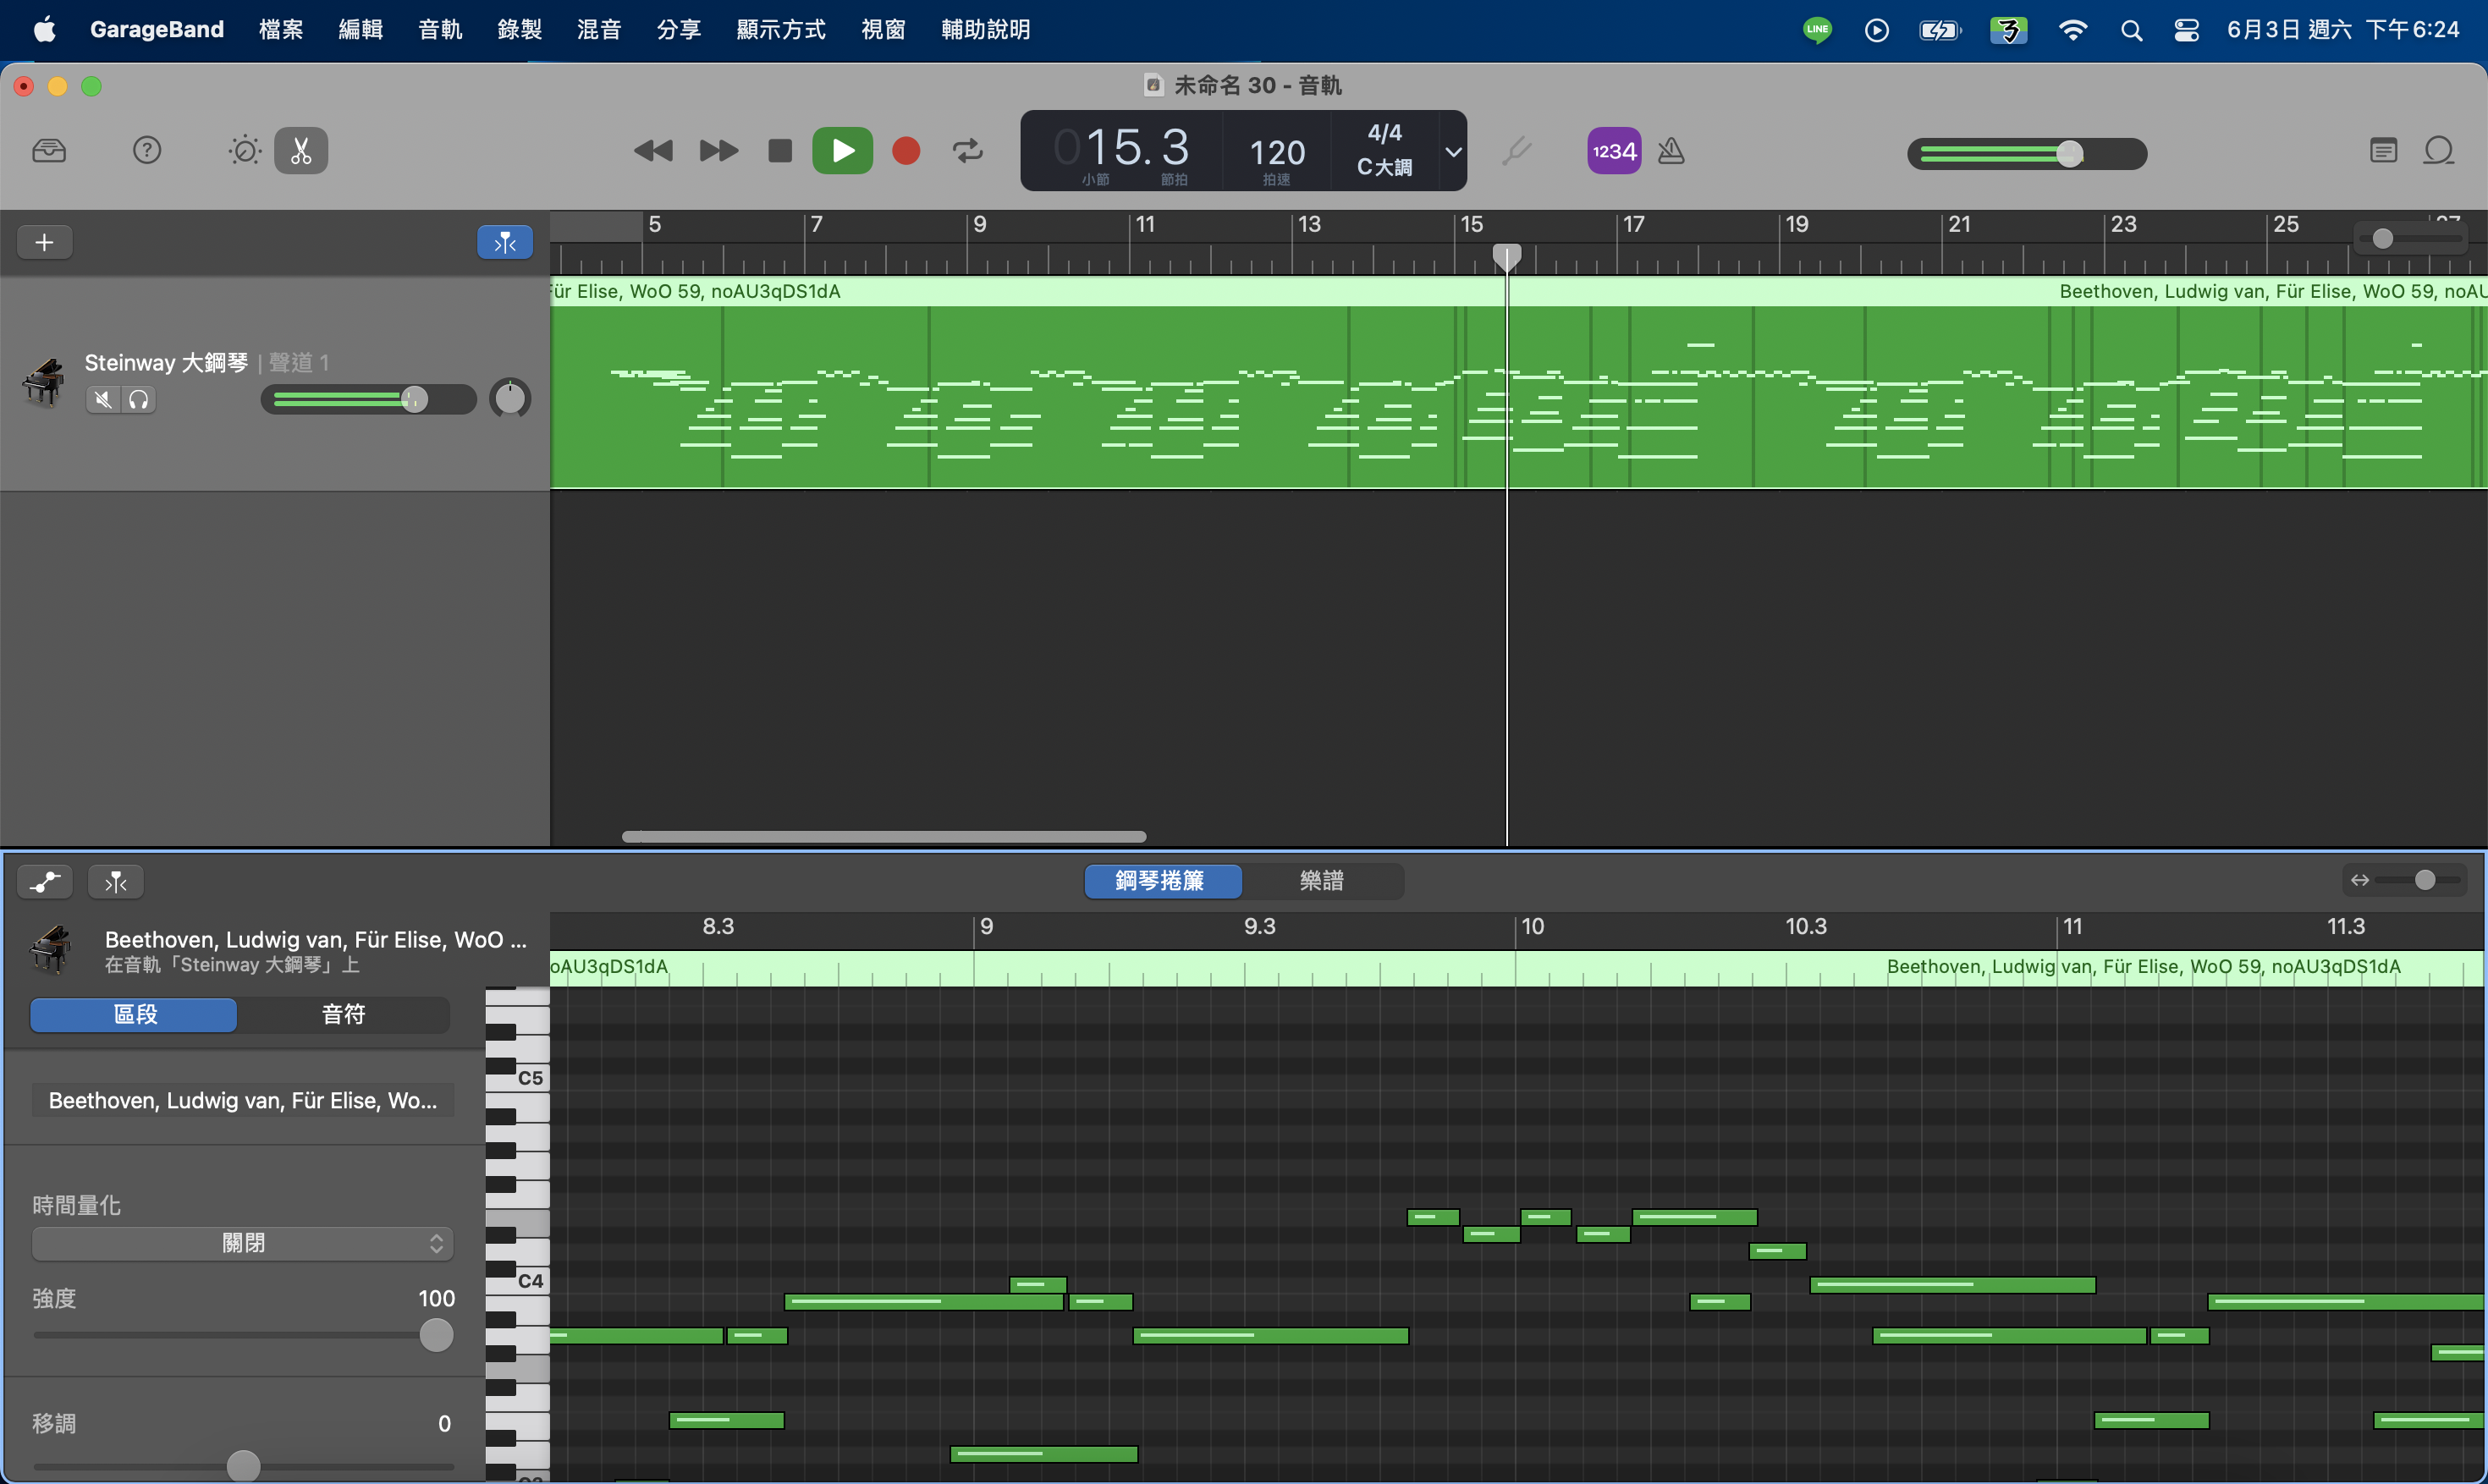 GarageBand 檔案 編輯 音軌 錄製 混音 分享 顯示方式 視窗 輔助說明 LINE ㄋ 6月3日 週六 下午6:24
未命名 30 - 音軌
015.3 120 4/4
C大調
小節 節拍 拍速
1234
5 7 9 11 13 15 17 19 21 23 25 27
Für Elise, WoO 59, noAU3qDS1dA Beethoven, Ludwig van, Für Elise, WoO 59, noAU
Steinway 大鋼琴 | 聲道 1
鋼琴捲簾 樂譜
8.3 9 9.3 10 10.3 11 11.3
Beethoven, Ludwig van, Für Elise, WoO ...
在音軌「Steinway 大鋼琴」上
oAU3qDS1dA Beethoven, Ludwig van, Für Elise, WoO 59, noAU3qDS1dA
區段 音符
C5
Beethoven, Ludwig van, Für Elise, Wo...
時間量化
關閉
C4
強度 100
移調 0